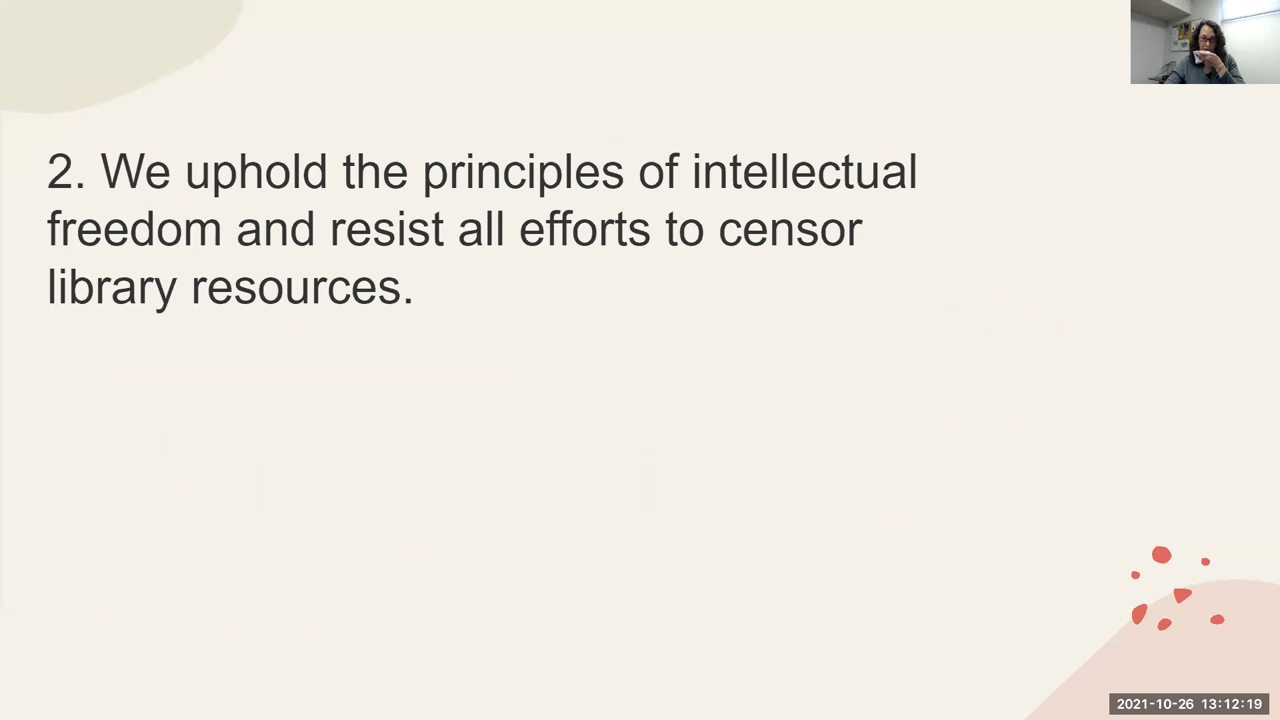 2. We uphold the principles of intellectual
freedom and resist all efforts to censor
library resources.
2021-10-26 13:12:19